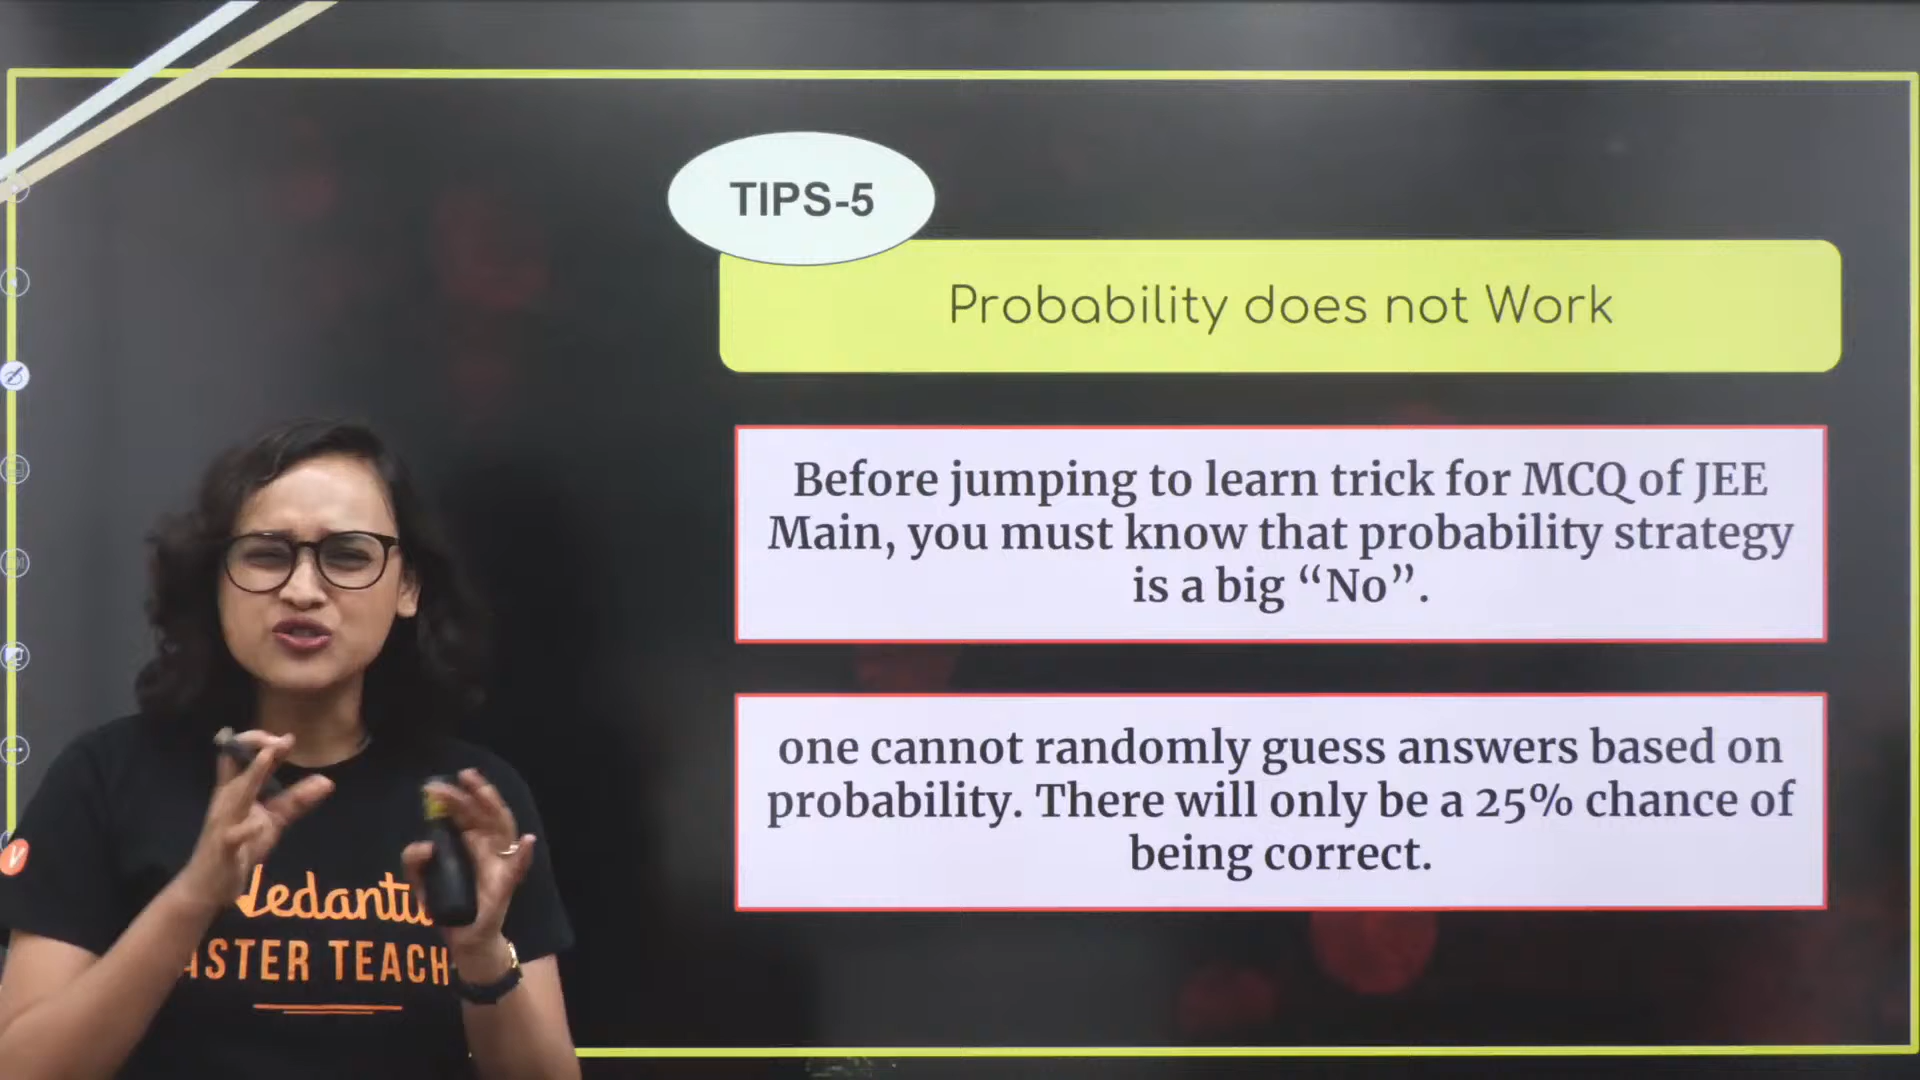 TIPS-5
Probability does not Work
Before jumping to learn trick for MCQ of JEE
Main, you must know that probability strategy
is a big “No”.
one cannot randomly guess answers based on
probability. There will only be a 25% chance of
being correct.
V
Vedantu
ASTER TEACH